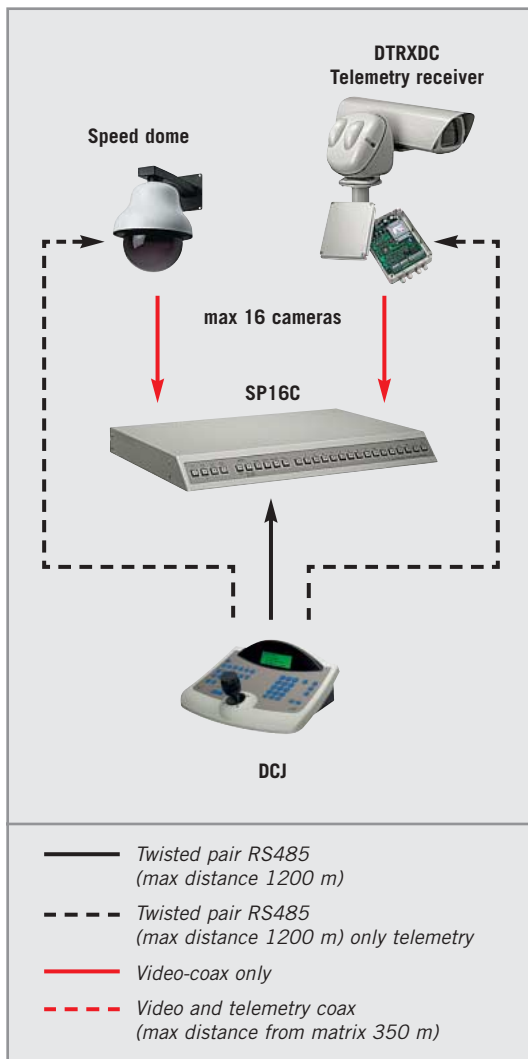 DTRXDC
Telemetry receiver
Speed dome
max 16 cameras
SP16C
DCJ
Twisted pair RS485
(max distance 1200 m)
Twisted pair RS485
(max distance 1200 m) only telemetry
Video-coax only
Video and telemetry coax
(max distance from matrix 350 m)